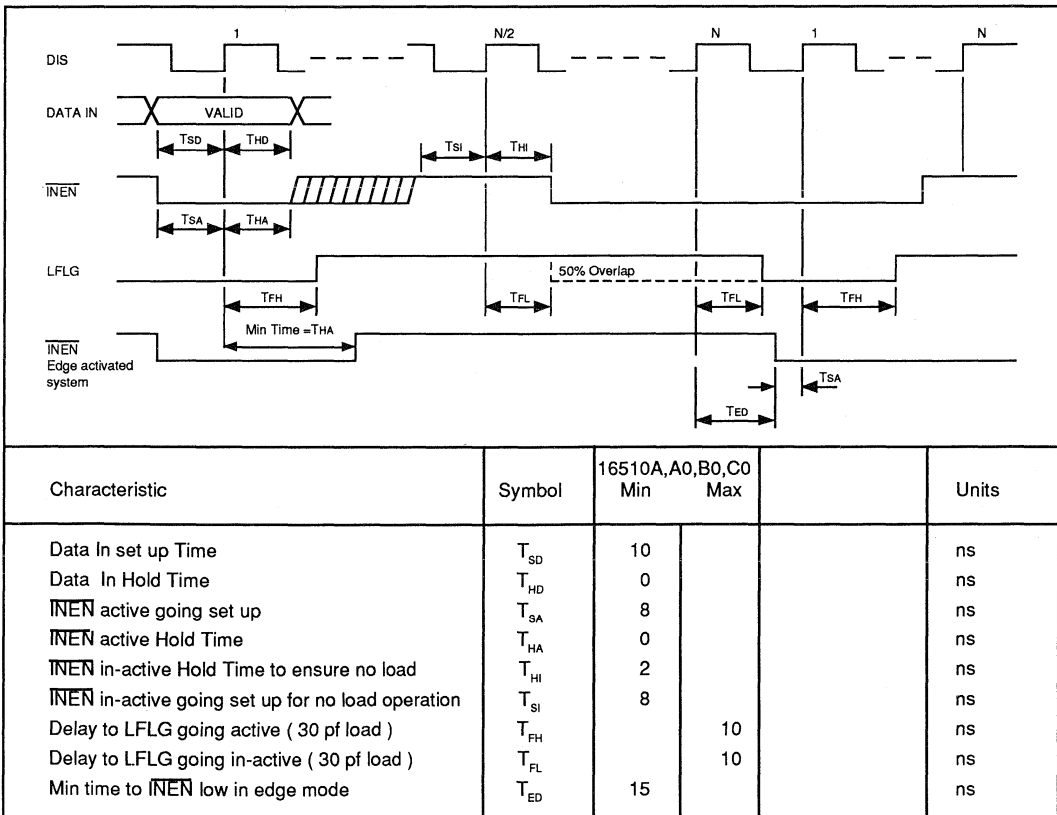 1 N/2 N 1 N
DIS
DATA IN VALID
TSD THD TSI THI
INEN
TSA THA
LFLG 50% Overlap
TFH TFL TFL TFH
Min Time =THA
INEN
Edge activated
system
TSA
TED
Characteristic Symbol 16510A,A0,B0,C0 Min Max Units
Data In set up Time TSD 10 ns
Data In Hold Time THD 0 ns
INEN active going set up TSA 8 ns
INEN active Hold Time THA 0 ns
INEN in-active Hold Time to ensure no load THI 2 ns
INEN in-active going set up for no load operation TSI 8 ns
Delay to LFLG going active ( 30 pf load ) TFH 10 ns
Delay to LFLG going in-active ( 30 pf load ) TFL 10 ns
Min time to INEN low in edge mode TED 15 ns